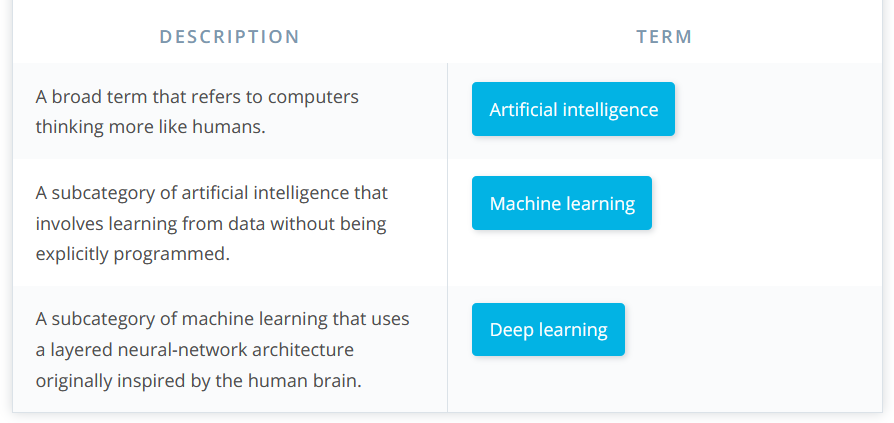 DESCRIPTION TERM
A broad term that refers to computers
thinking more like humans.
Artificial intelligence
A subcategory of artificial intelligence that
involves learning from data without being
explicitly programmed.
Machine learning
A subcategory of machine learning that uses
a layered neural-network architecture
originally inspired by the human brain.
Deep learning